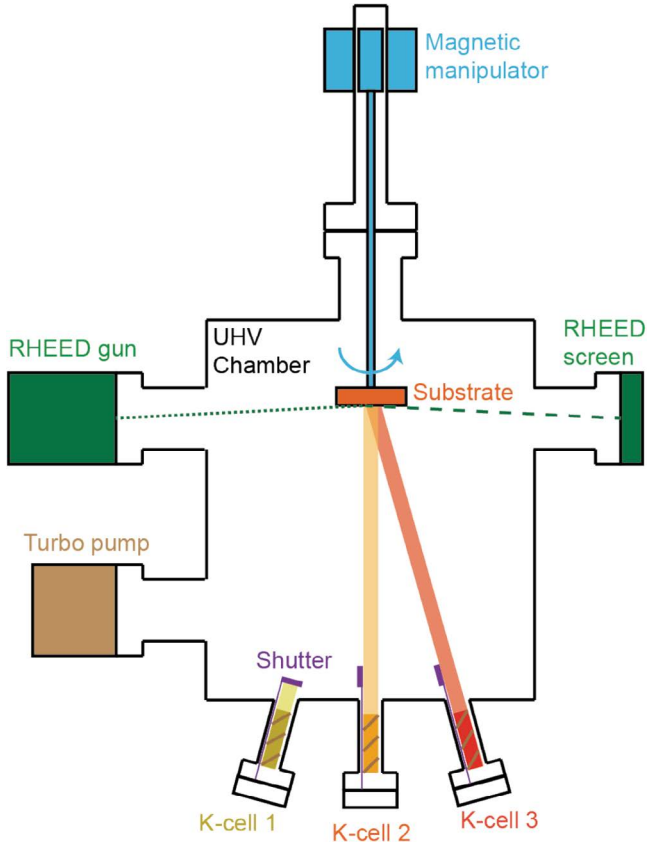 Magnetic
manipulator
UHV
Chamber
RHEED gun
RHEED
screen
Substrate
Turbo pump
Shutter
K-cell 1
K-cell 2
K-cell 3